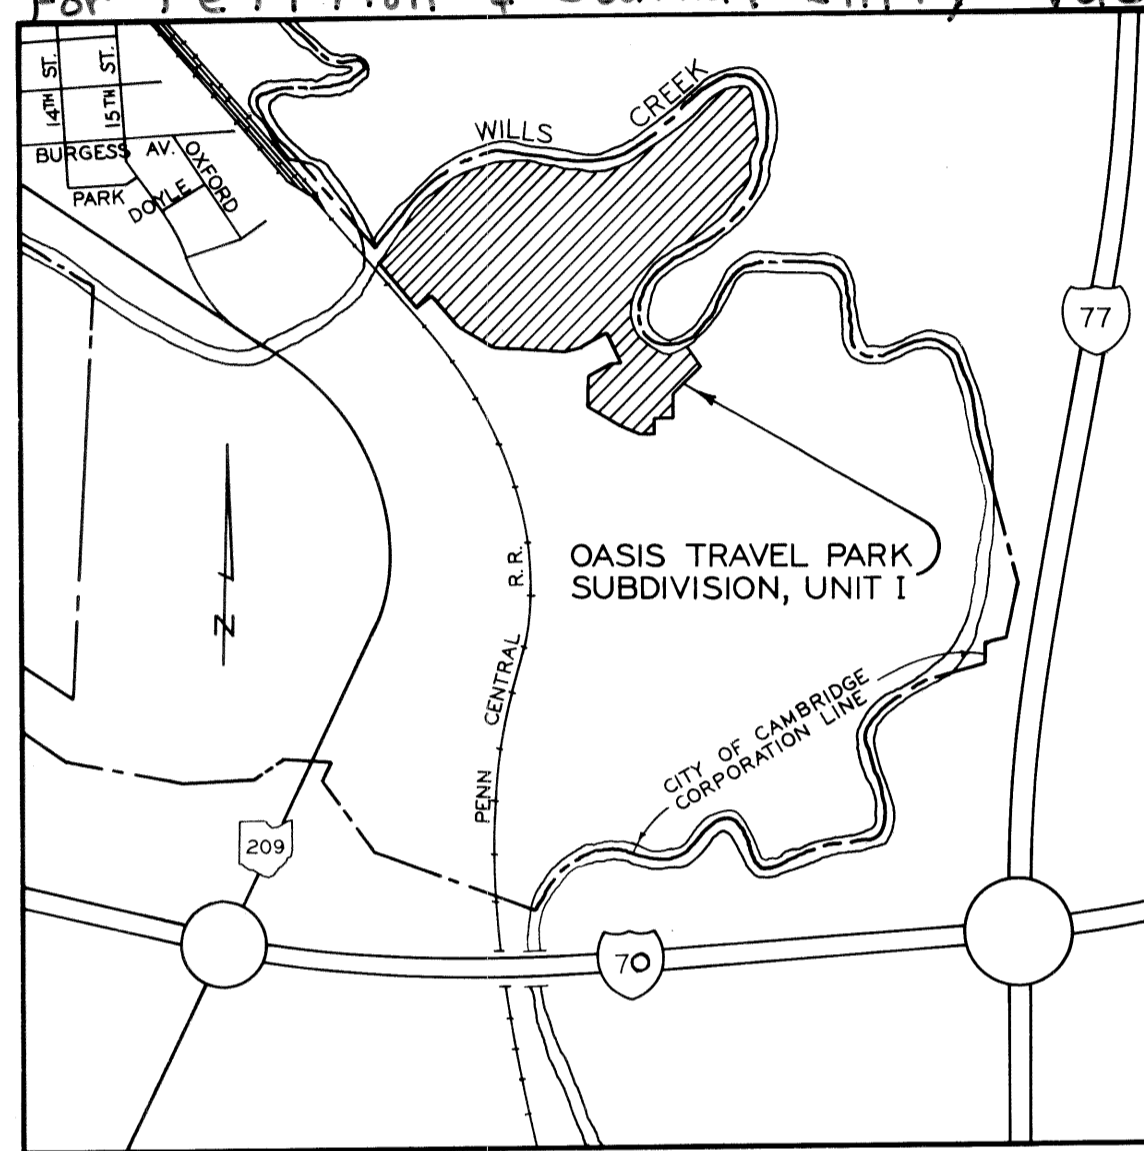 For
14TH ST.
15TH ST.
BURGESS AV.
OXFORD
PARK
DOYLE
WILLS CREEK
77
OASIS TRAVEL PARK
SUBDIVISION, UNIT I
N
PENN CENTRAL R.R.
CITY OF CAMBRIDGE
CORPORATION LINE
209
70